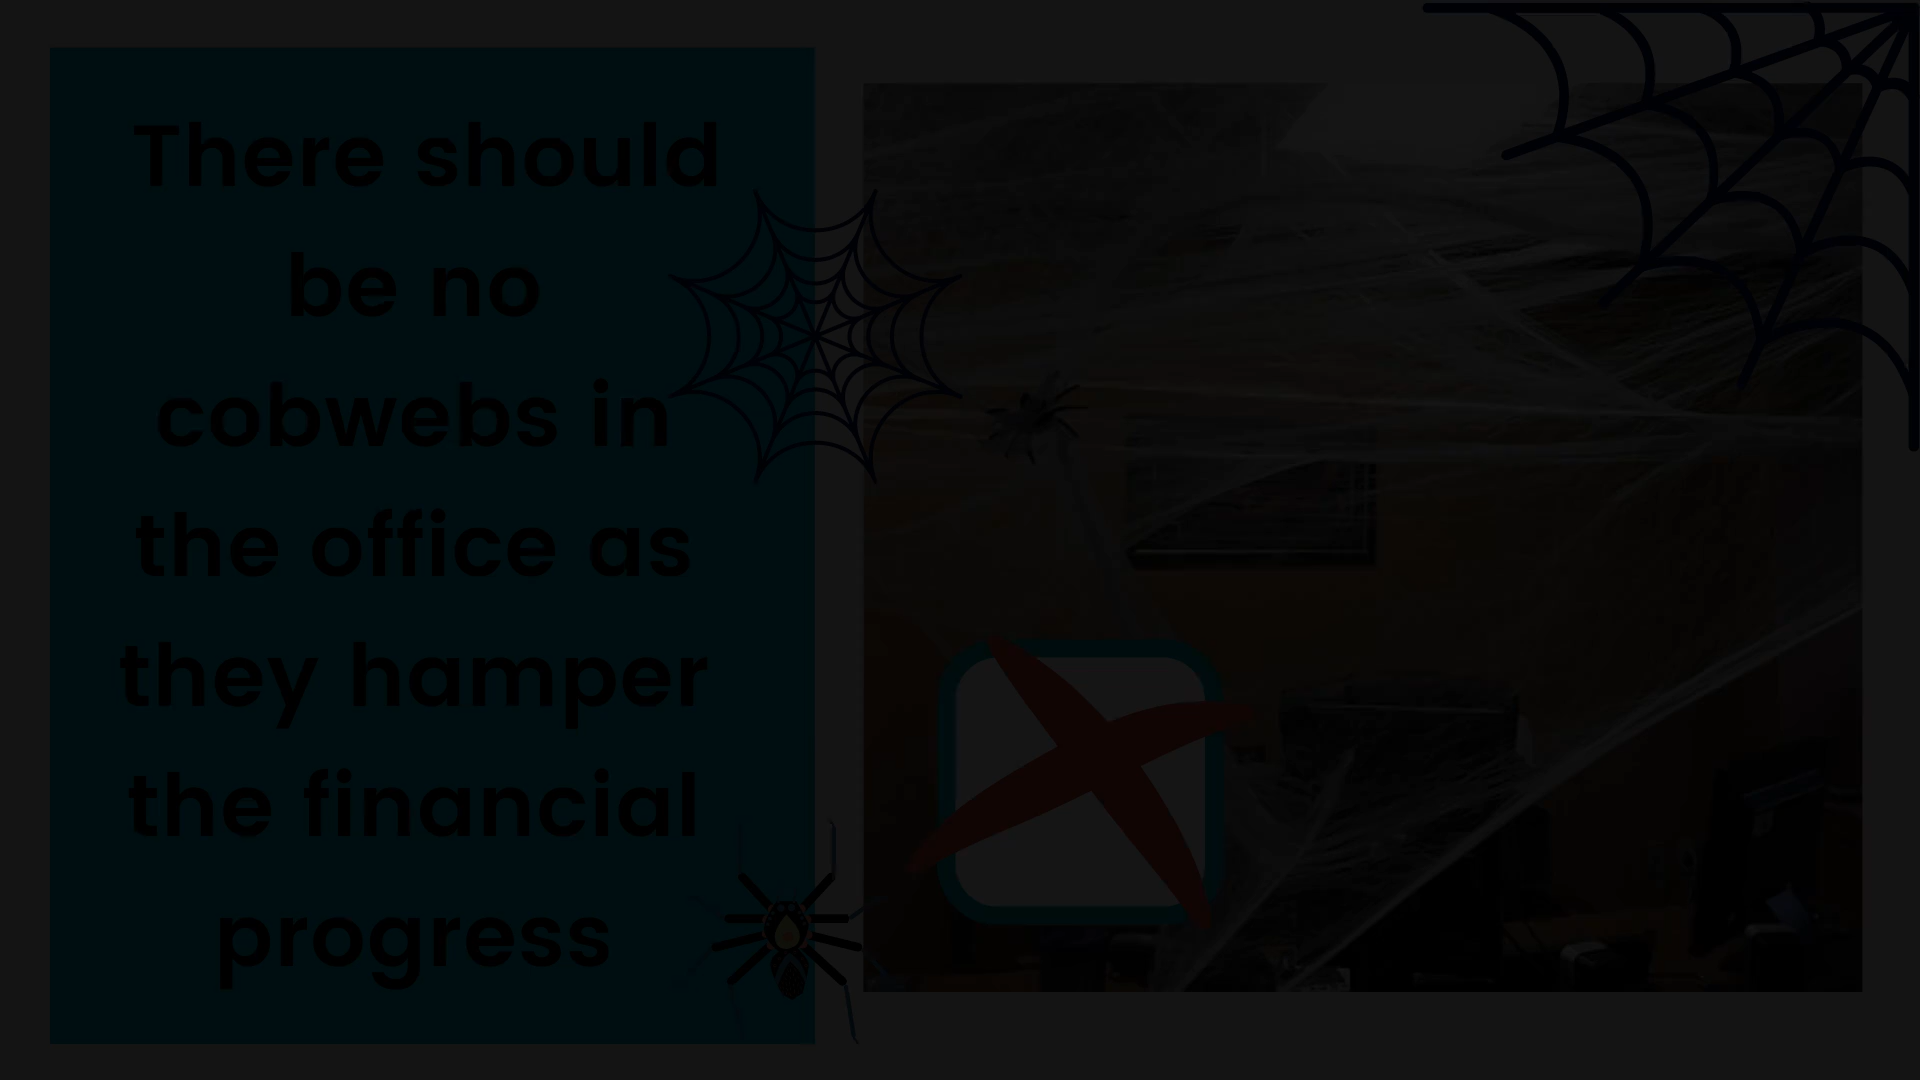 There should
be no
cobwebs in
the office as
they hamper
the financial
progress